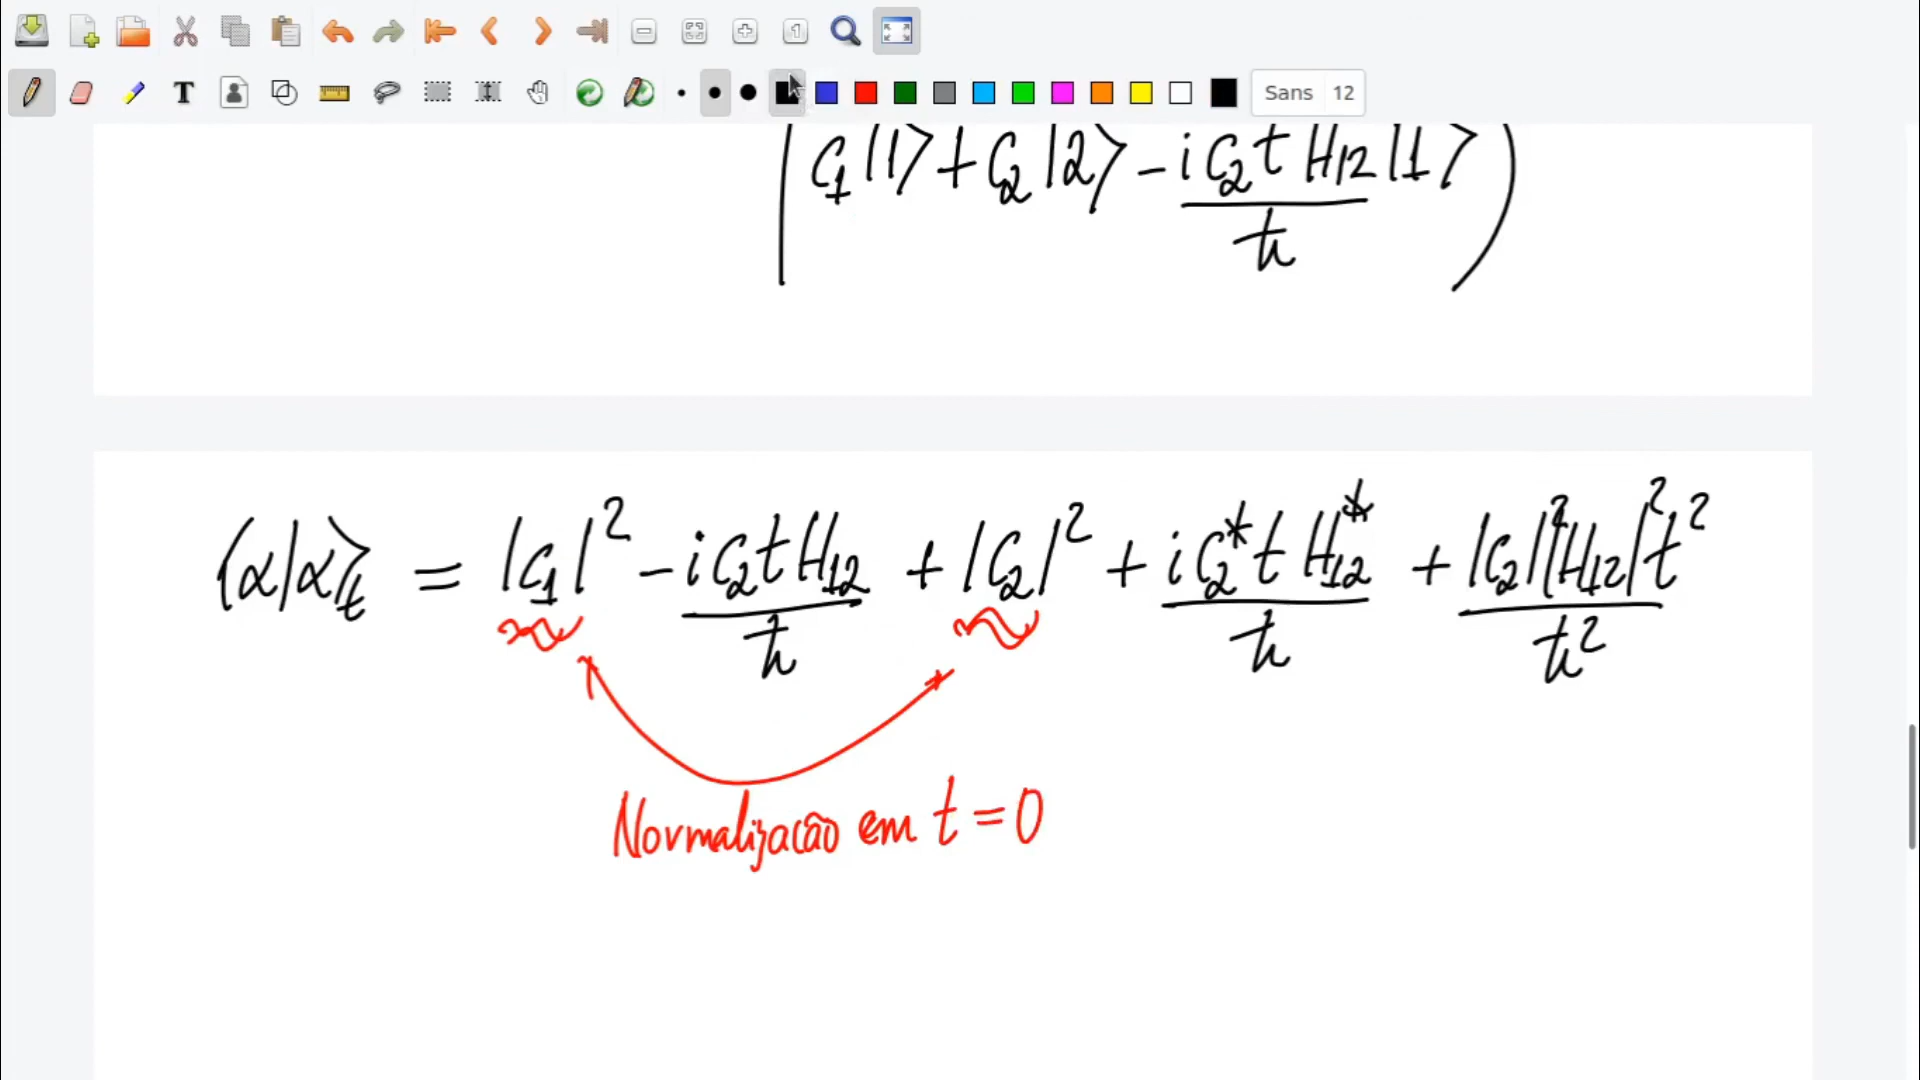 Sans 12
( C₁|1⟩ + C₂|2⟩ - iC₂tH₁₂/ħ |1⟩ )
⟨α|α⟩ₜ = |C₁|² - iC₂tH₁₂/ħ + |C₂|² + iC₂*tH₁₂*/ħ + |C₂|²|H₁₂|²t²/ħ²
Normalização em t = 0